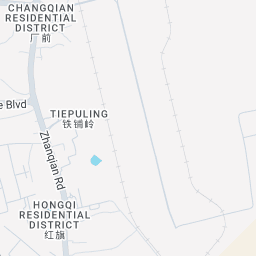 CHANGQIAN
RESIDENTIAL
DISTRICT
厂前
e Blvd
TIEPULING
铁铺岭
Zhanqian Rd
HONGQI
RESIDENTIAL
DISTRICT
红旗